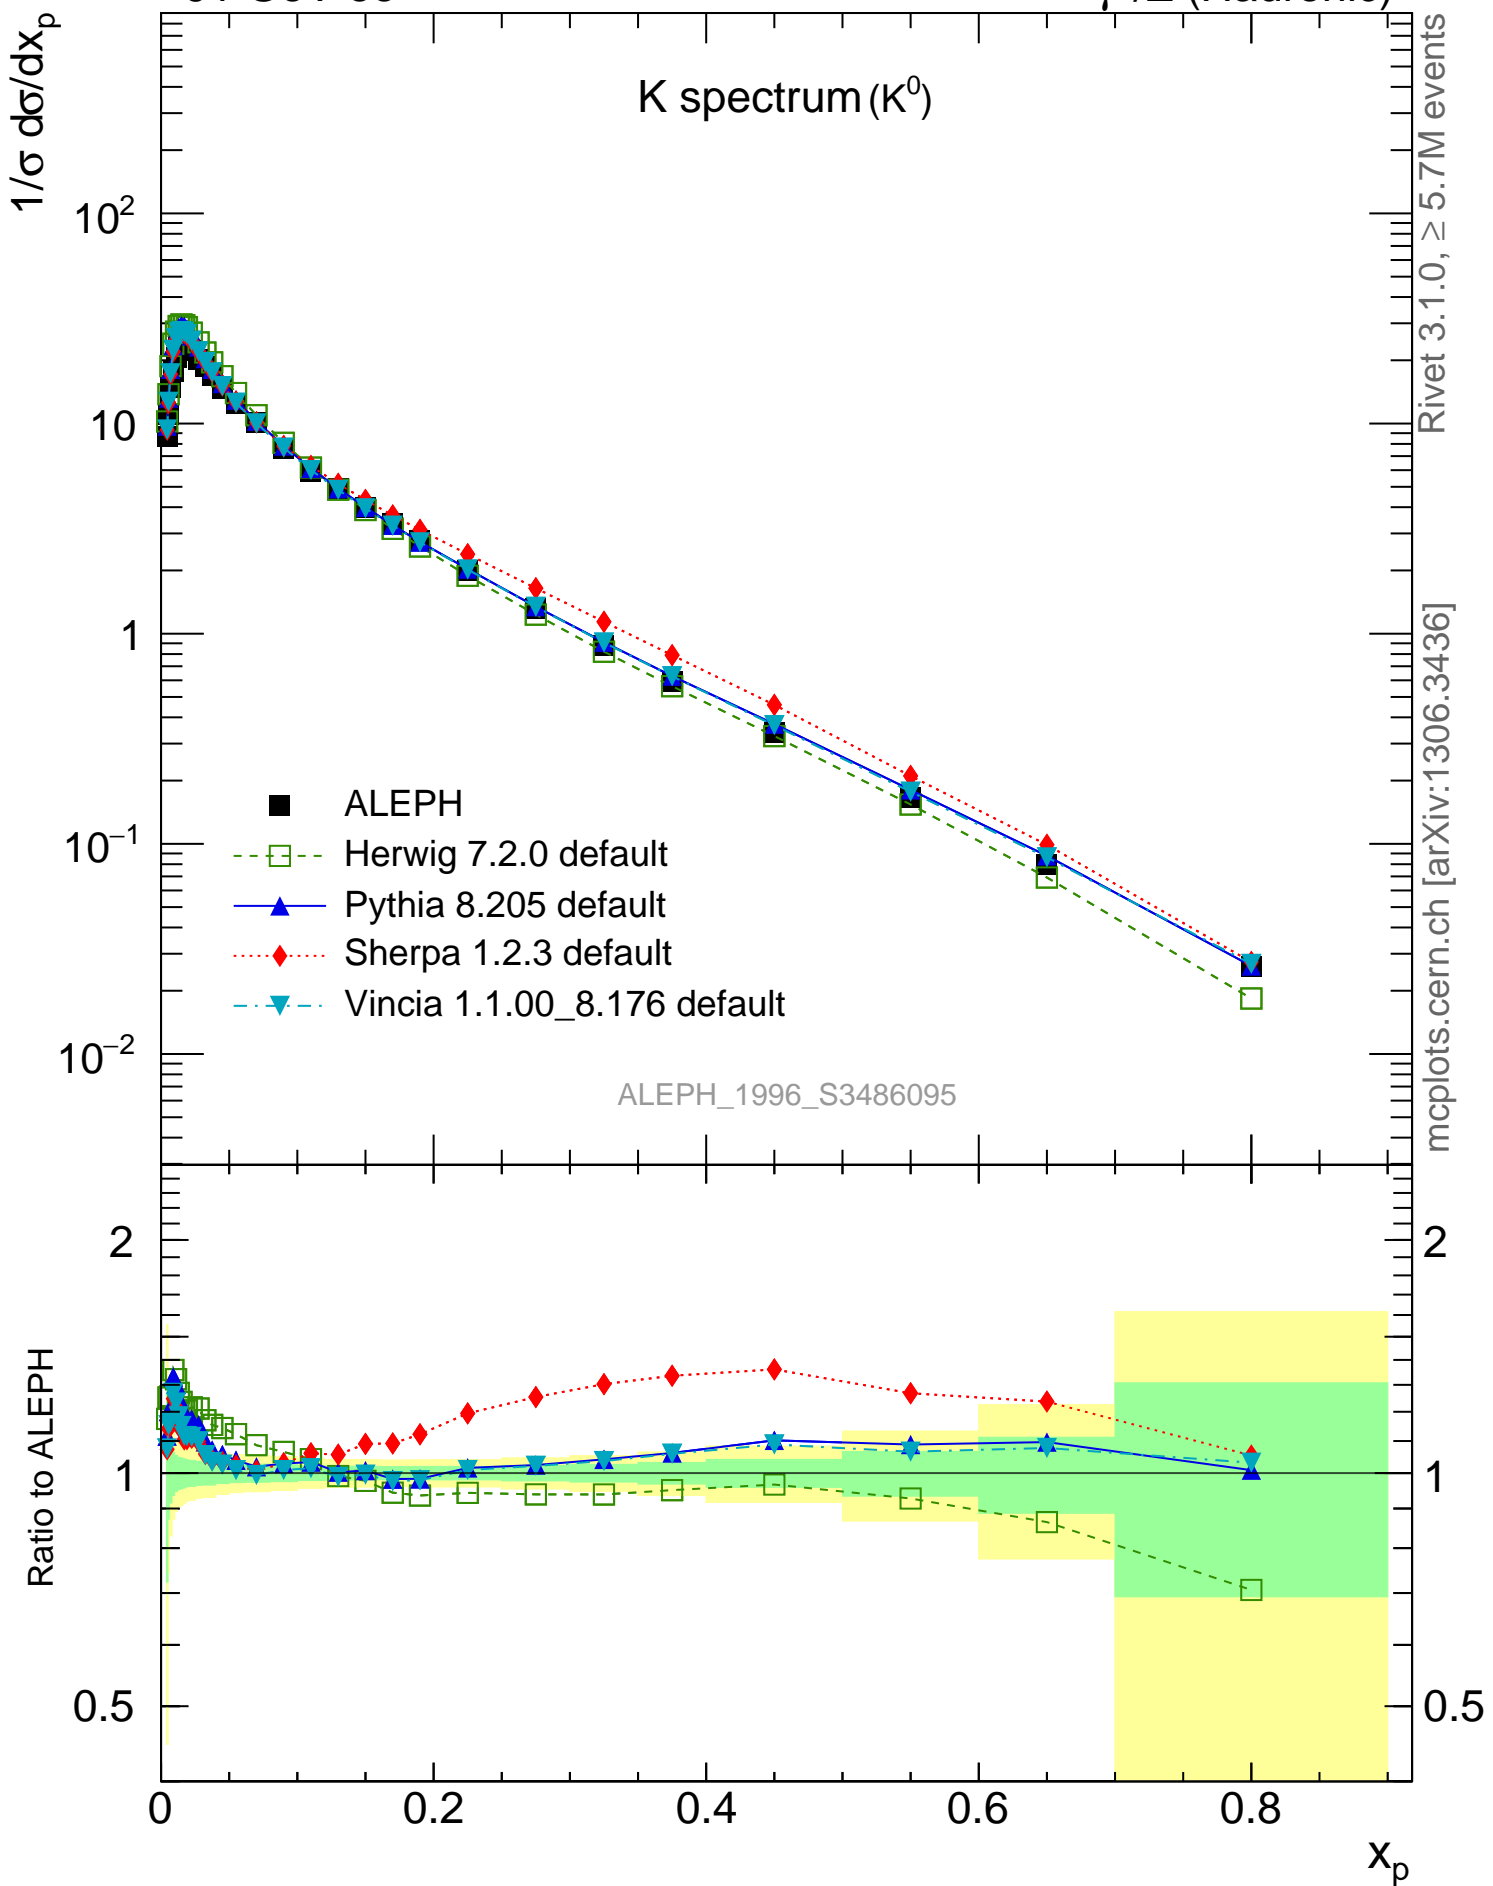 K spectrum (K⁰)
1/σ dσ/dxₚ
10²
10
1
10⁻¹
10⁻²
ALEPH
Herwig 7.2.0 default
Pythia 8.205 default
Sherpa 1.2.3 default
Vincia 1.1.00_8.176 default
ALEPH_1996_S3486095
Rivet 3.1.0, ≥ 5.7M events
mcplots.cern.ch [arXiv:1306.3436]
Ratio to ALEPH
2 2
1 1
0.5 0.5
0 0.2 0.4 0.6 0.8
xₚ